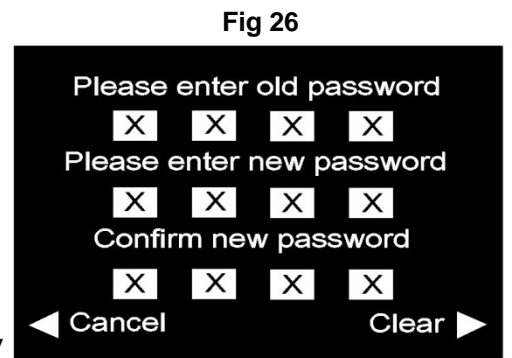 Fig 26
Please enter old password
X X X X
Please enter new password
X X X X
Confirm new password
X X X X
Cancel Clear